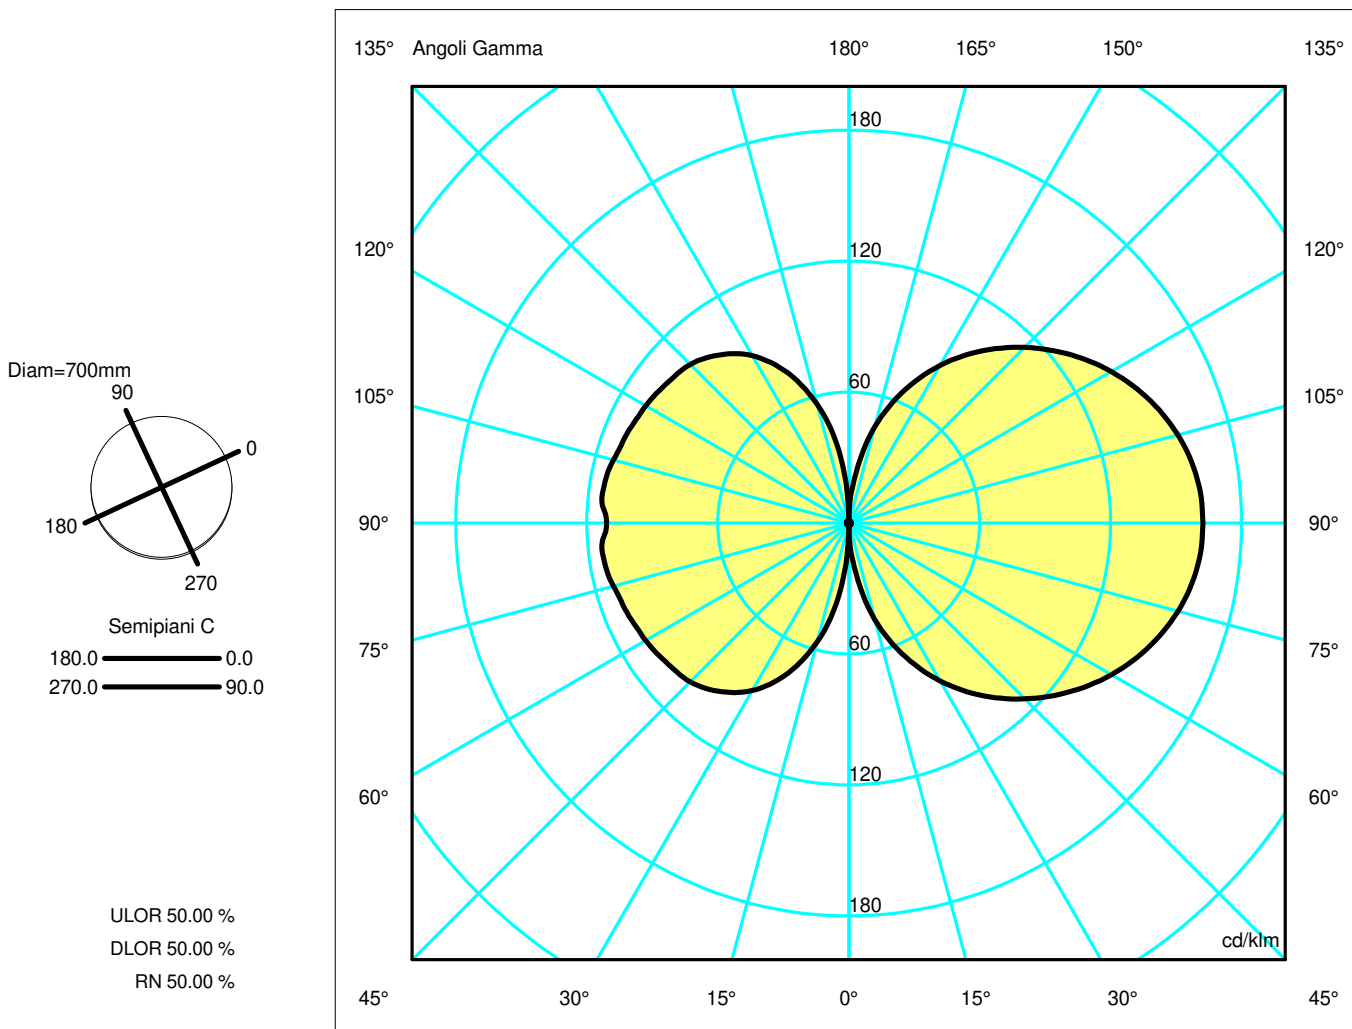 135° Angoli Gamma 180° 165° 150° 135°
180
120° 120 120°
Diam=700mm
60
105° 105°
90
0
180
90° 90°
270
Semipiani C
180.0 0.0
270.0 90.0
75° 60 75°
60° 120 60°
ULOR 50.00 %
180
DLOR 50.00 %
cd/klm
RN 50.00 %
45° 30° 15° 0° 15° 30° 45°